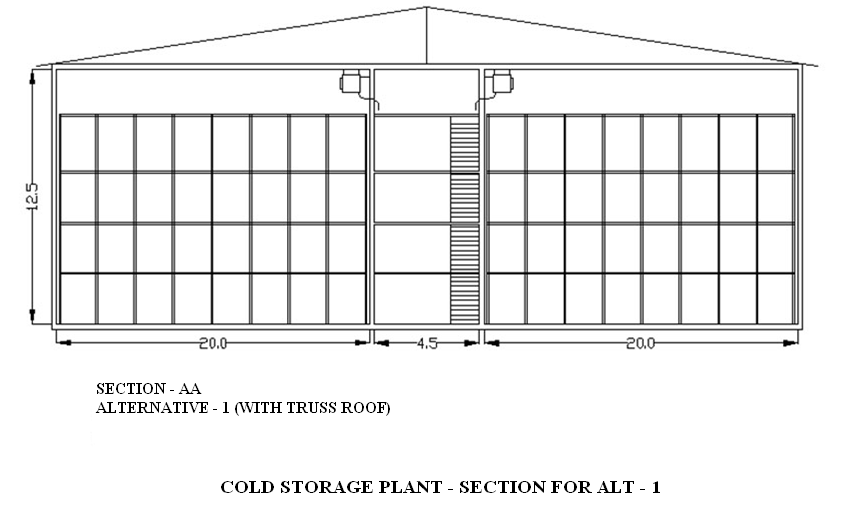 12.5
20.0 4.5 20.0
SECTION - AA
ALTERNATIVE - 1 (WITH TRUSS ROOF)
COLD STORAGE PLANT - SECTION FOR ALT - 1